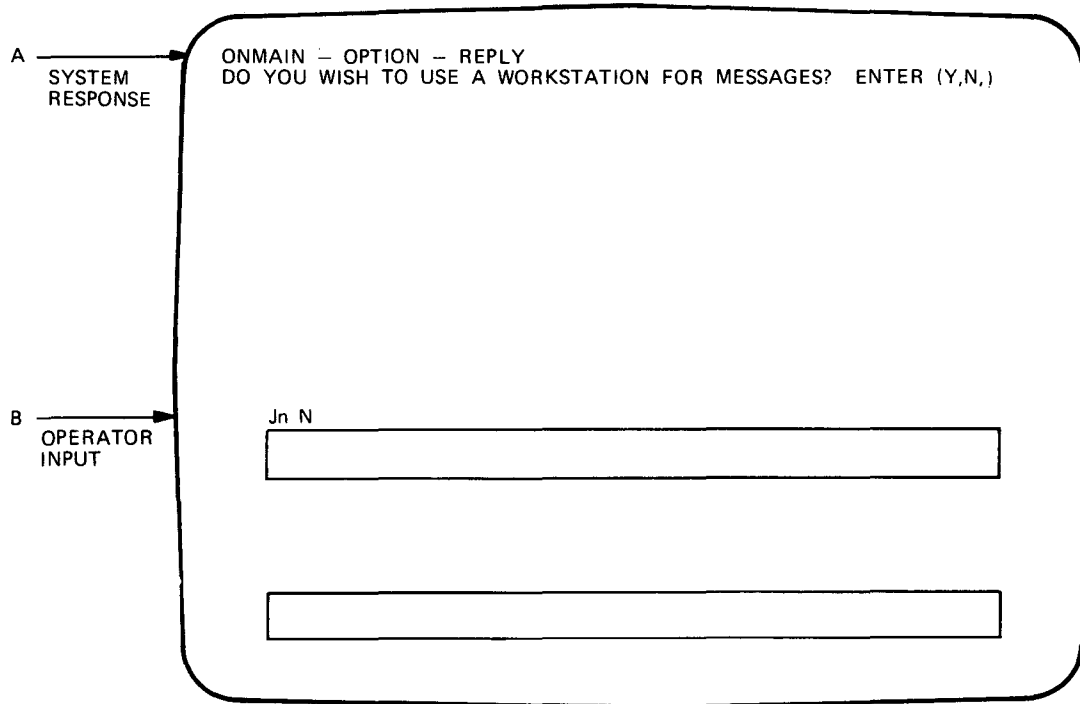 A
SYSTEM
RESPONSE
ONMAIN – OPTION – REPLY
DO YOU WISH TO USE A WORKSTATION FOR MESSAGES? ENTER (Y,N,)
B
OPERATOR
INPUT
Jn N